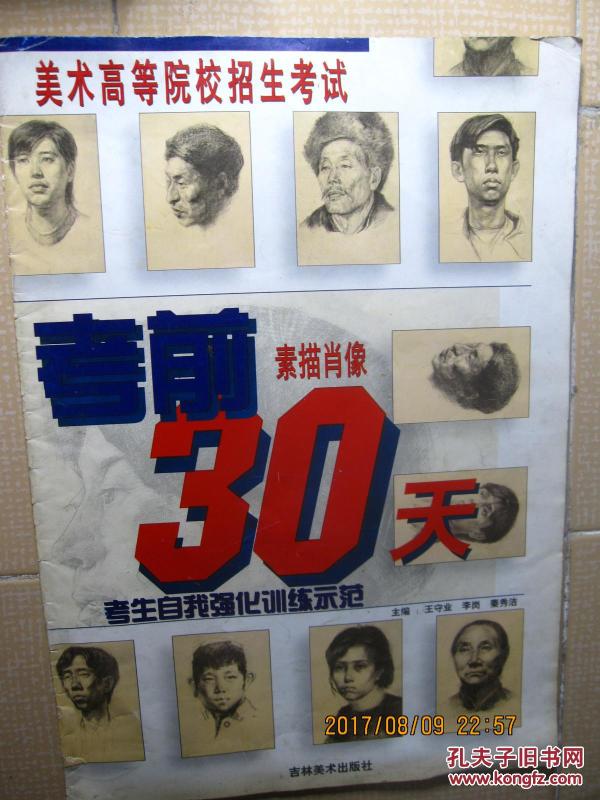 美术高等院校招生考试
考前
素描肖像
30天
考生自我强化训练示范
主编：王守业 李岗 秦秀洁
2017/08/09 22:57
吉林美术出版社
孔夫子旧书网
www.kongfz.com